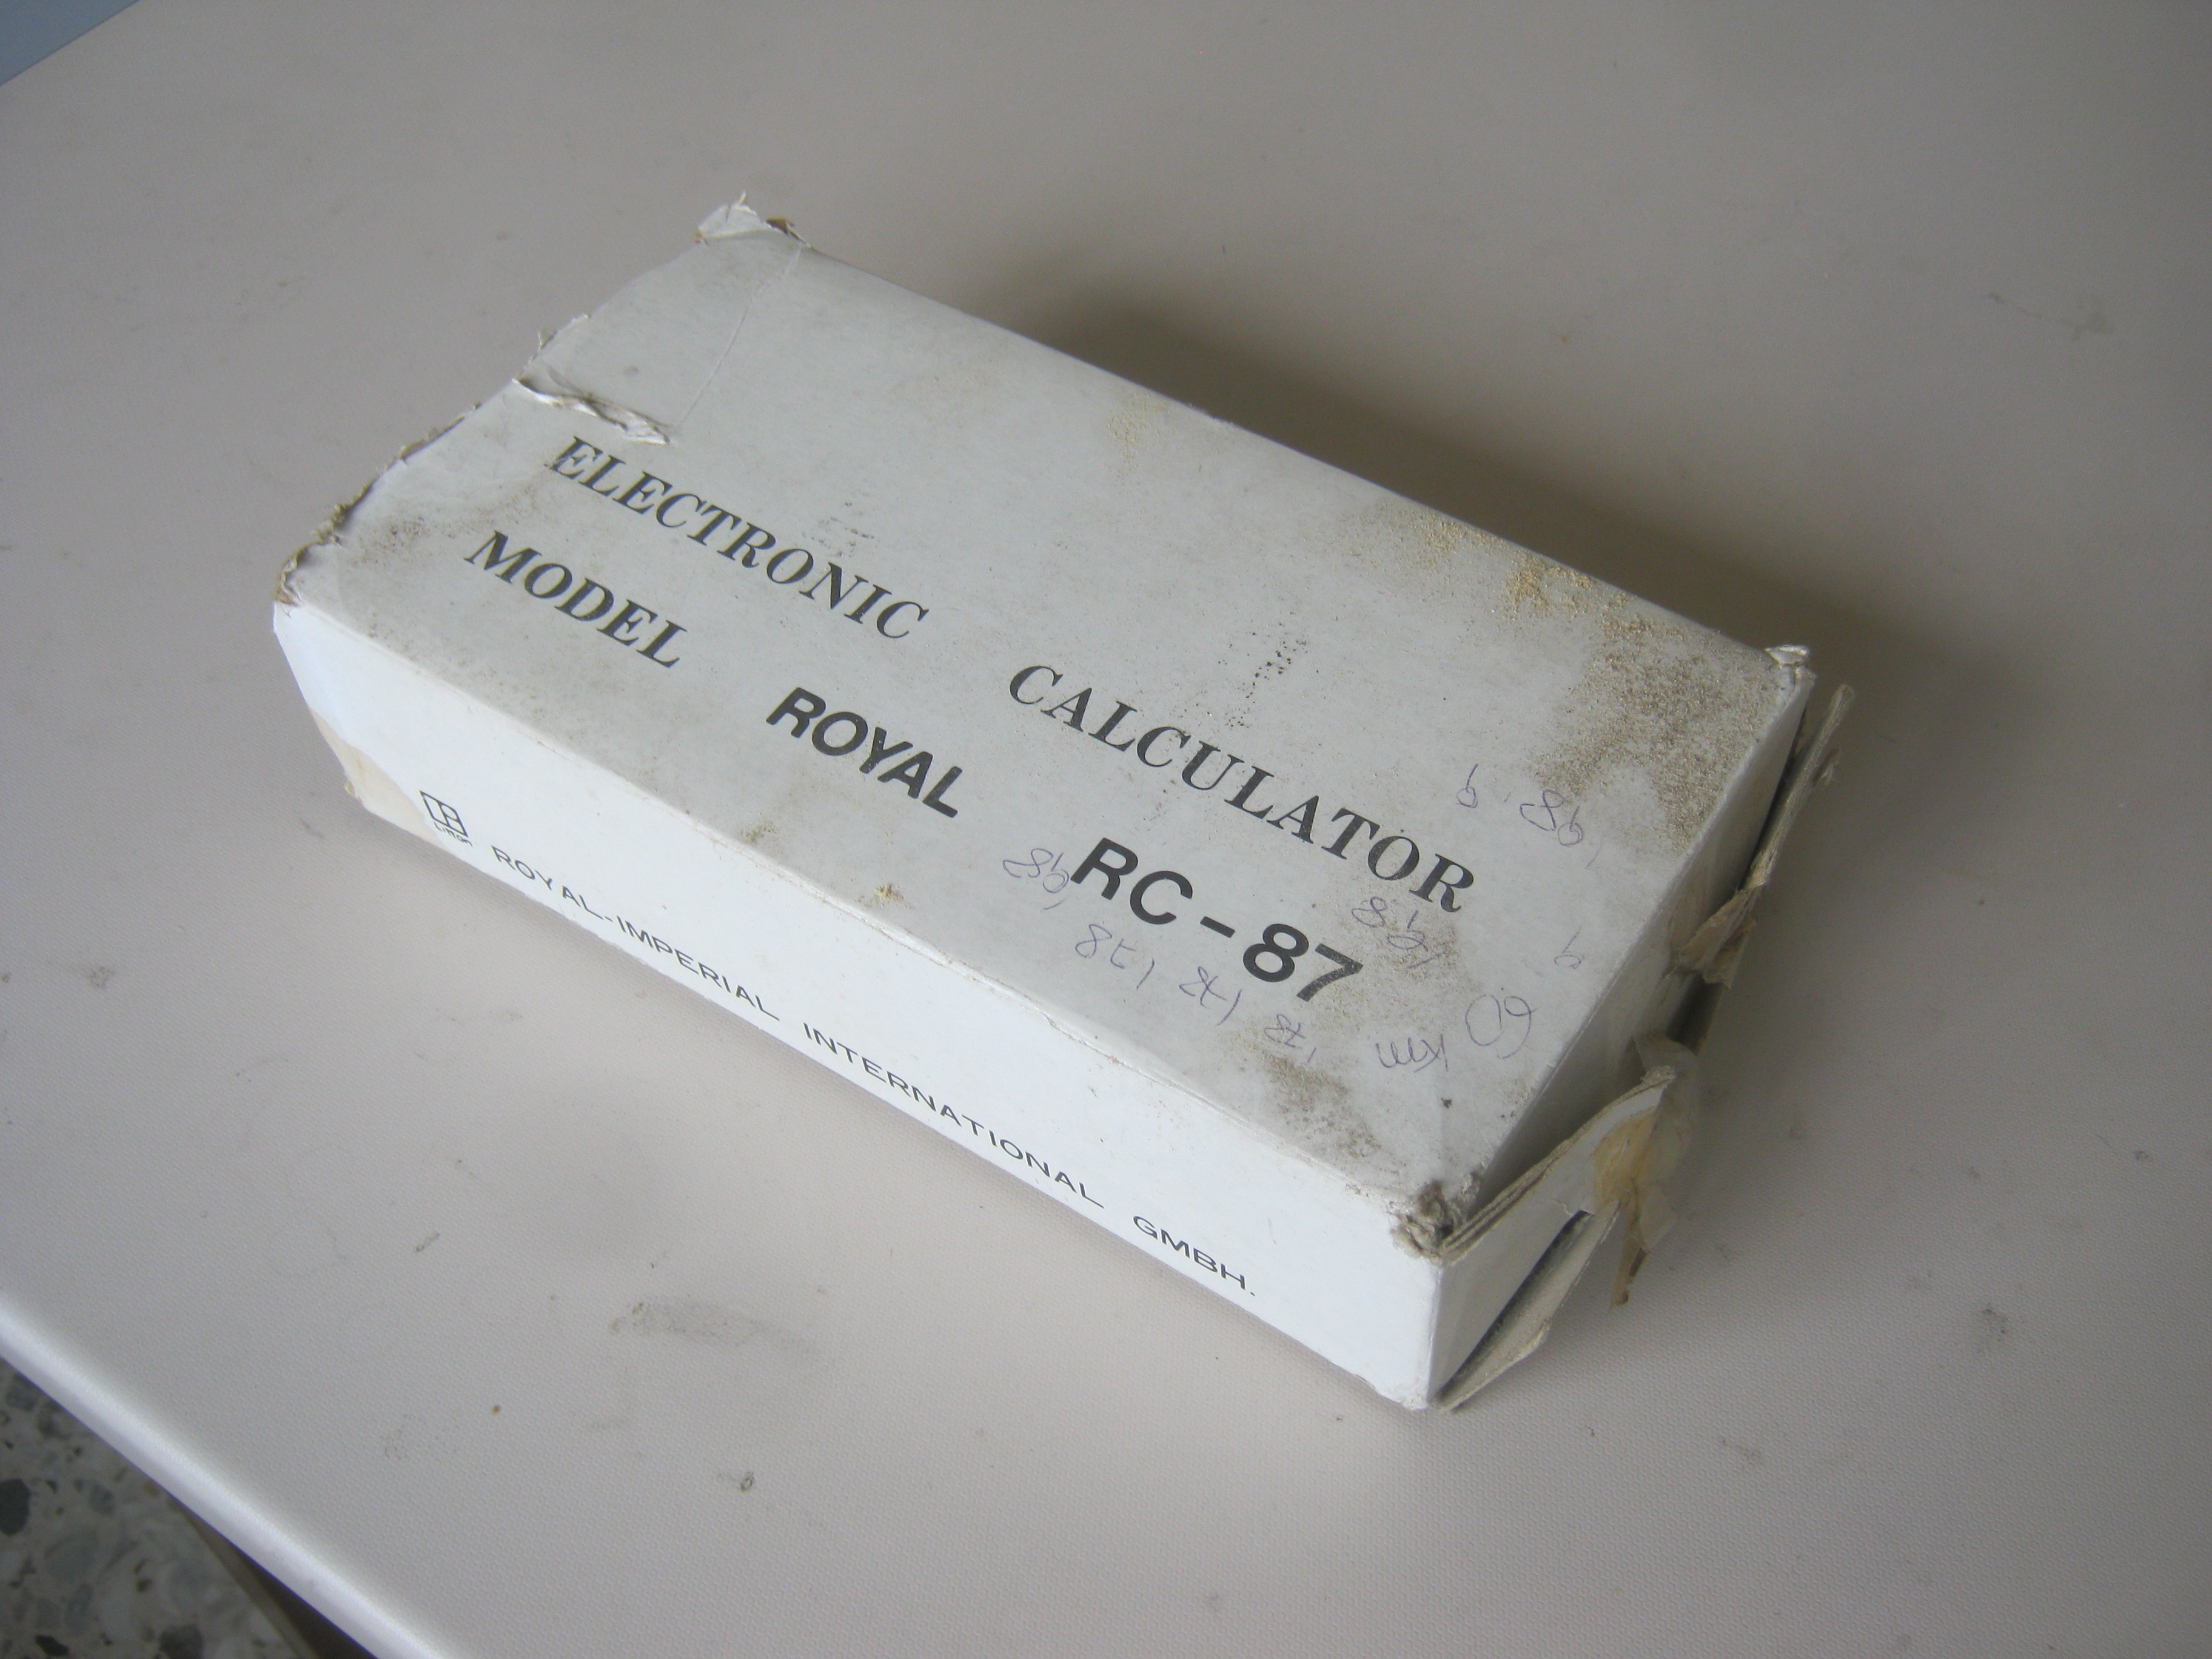 ELECTRONIC CALCULATOR
MODEL ROYAL RC-87
ROYAL-IMPERIAL INTERNATIONAL GMBH.